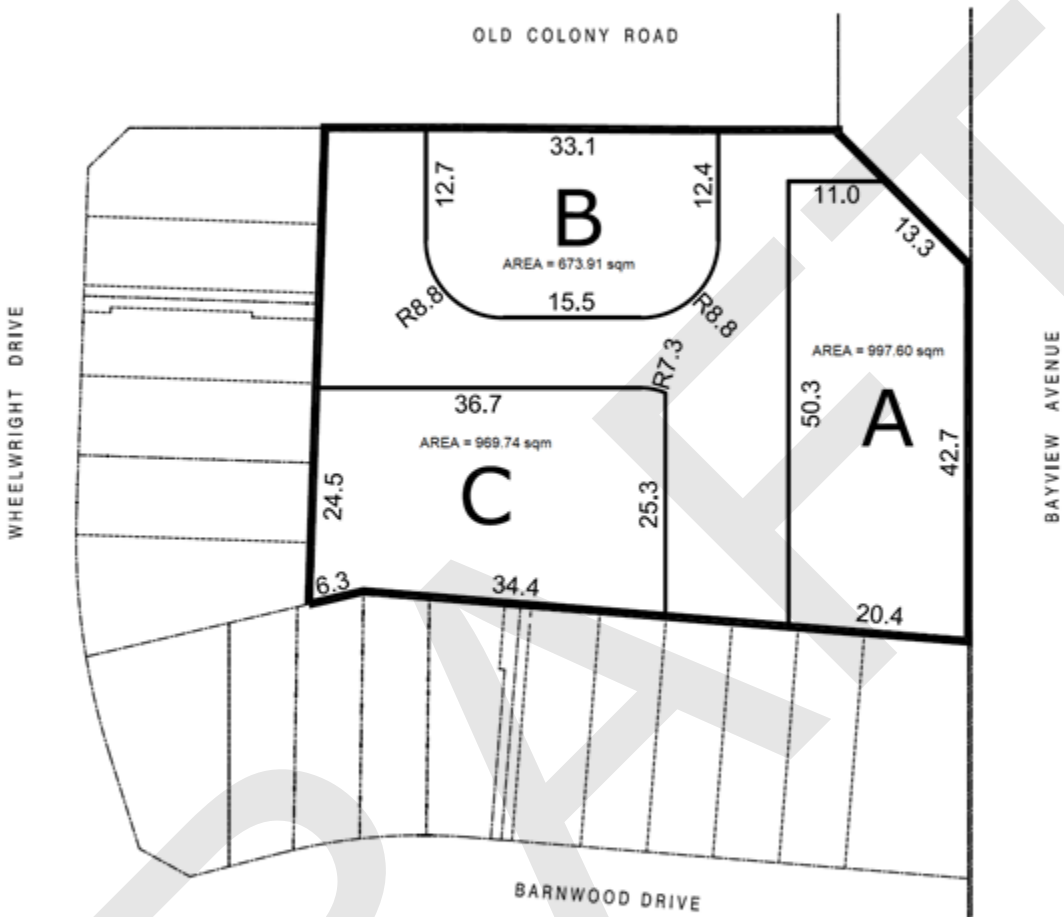 OLD COLONY ROAD
33.1
12.7
12.4
B
AREA = 673.91 sqm
R8.8
15.5
R8.8
11.0
13.3
AREA = 997.60 sqm
50.3
A
42.7
20.4
R7.3
36.7
AREA = 969.74 sqm
C
24.5
25.3
6.3
34.4
WHEELWRIGHT DRIVE
BAYVIEW AVENUE
BARNWOOD DRIVE